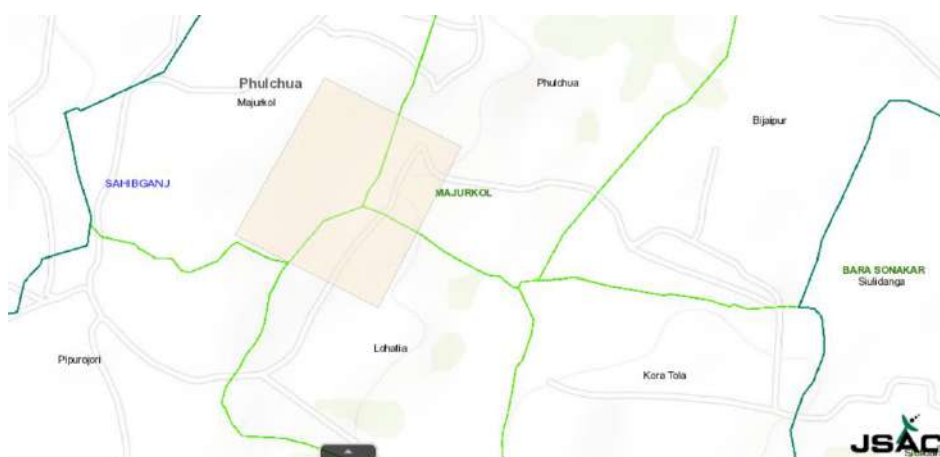 Phulchua
Majurkol
Phulchua
Bijaipur
SAHIBGANJ
MAJURKOL
BARA SONAKAR
Siulidanga
Lohatia
Pipurojori
Kora Tola
JSAC